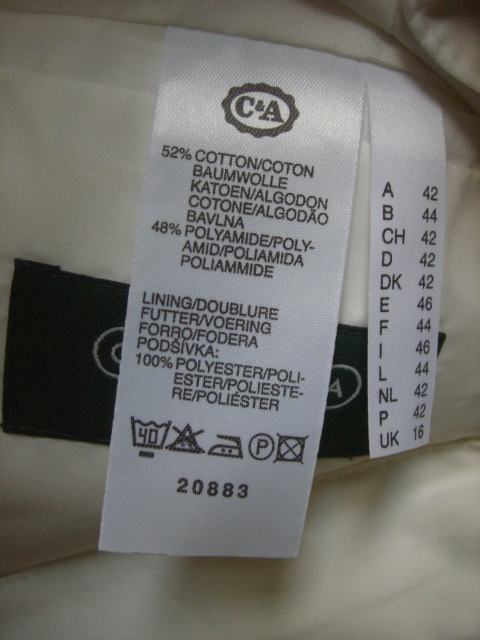 C&A
52% COTTON/COTON
BAUMWOLLE
KATOEN/ALGODON
COTONE/ALGODÃO
BAVLNA
48% POLYAMIDE/POLY-
AMID/POLIAMIDA
POLIAMMIDE
LINING/DOUBLURE
FUTTER/VOERING
FORRO/FODERA
PODŠÍVKA:
100% POLYESTER/POLI-
ESTER/POLIESTE-
RE/POLIÉSTER
40 P
20883
A 42
B 44
CH 42
D 42
DK 42
E 46
F 44
I 46
L 44
NL 42
P 42
UK 16
A